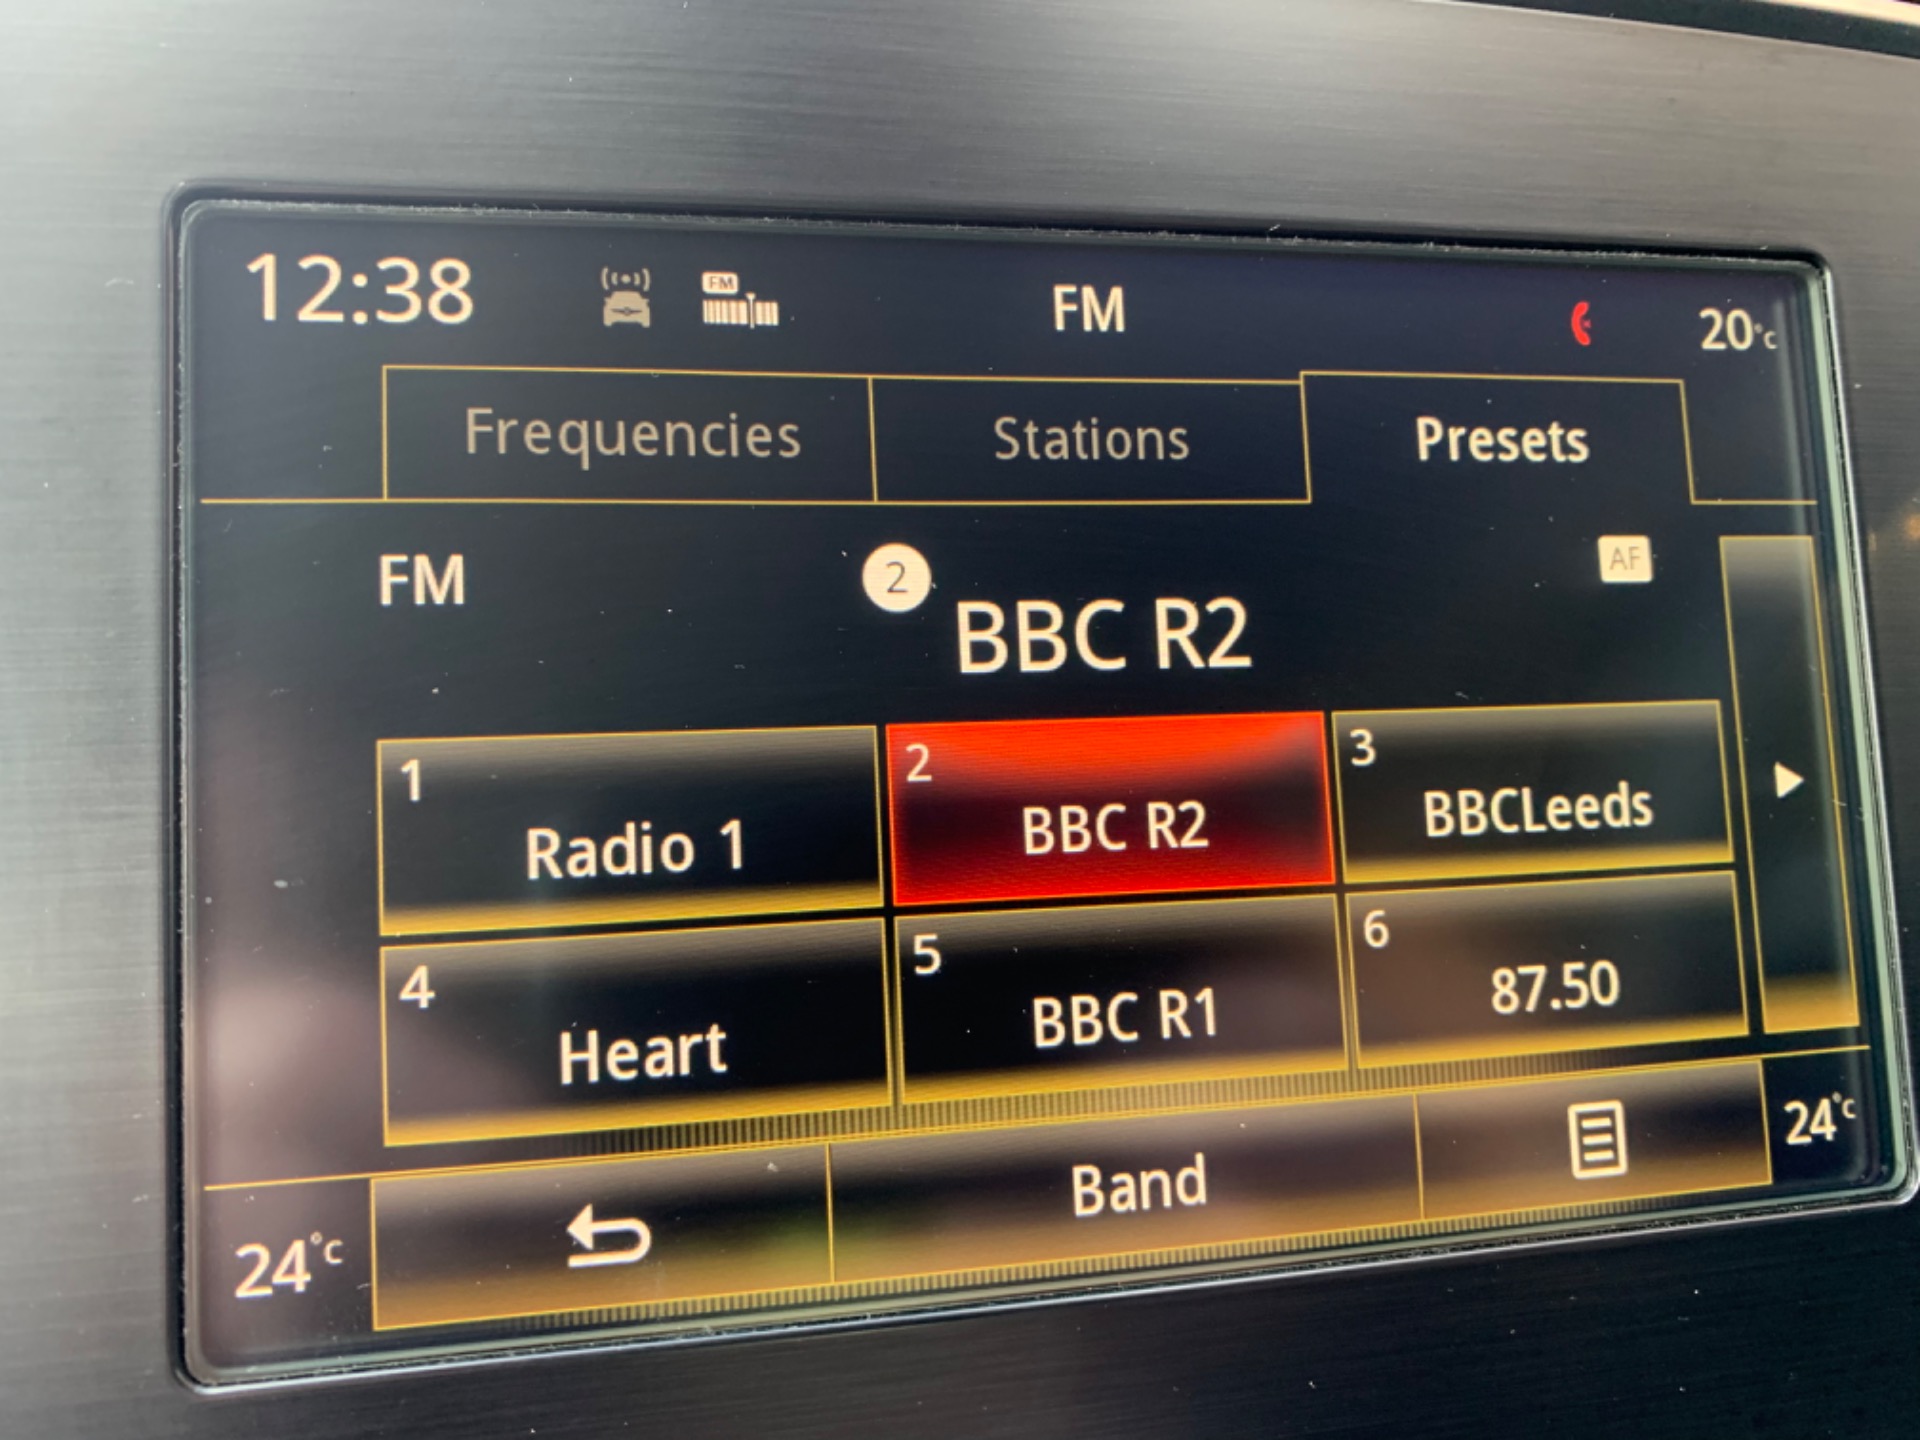 12:38 FM FM 20°C
Frequencies Stations Presets
FM 2 BBC R2 AF
1 Radio 1
2 BBC R2
3 BBCLeeds
4 Heart
5 BBC R1
6 87.50
24°C Band 24°C